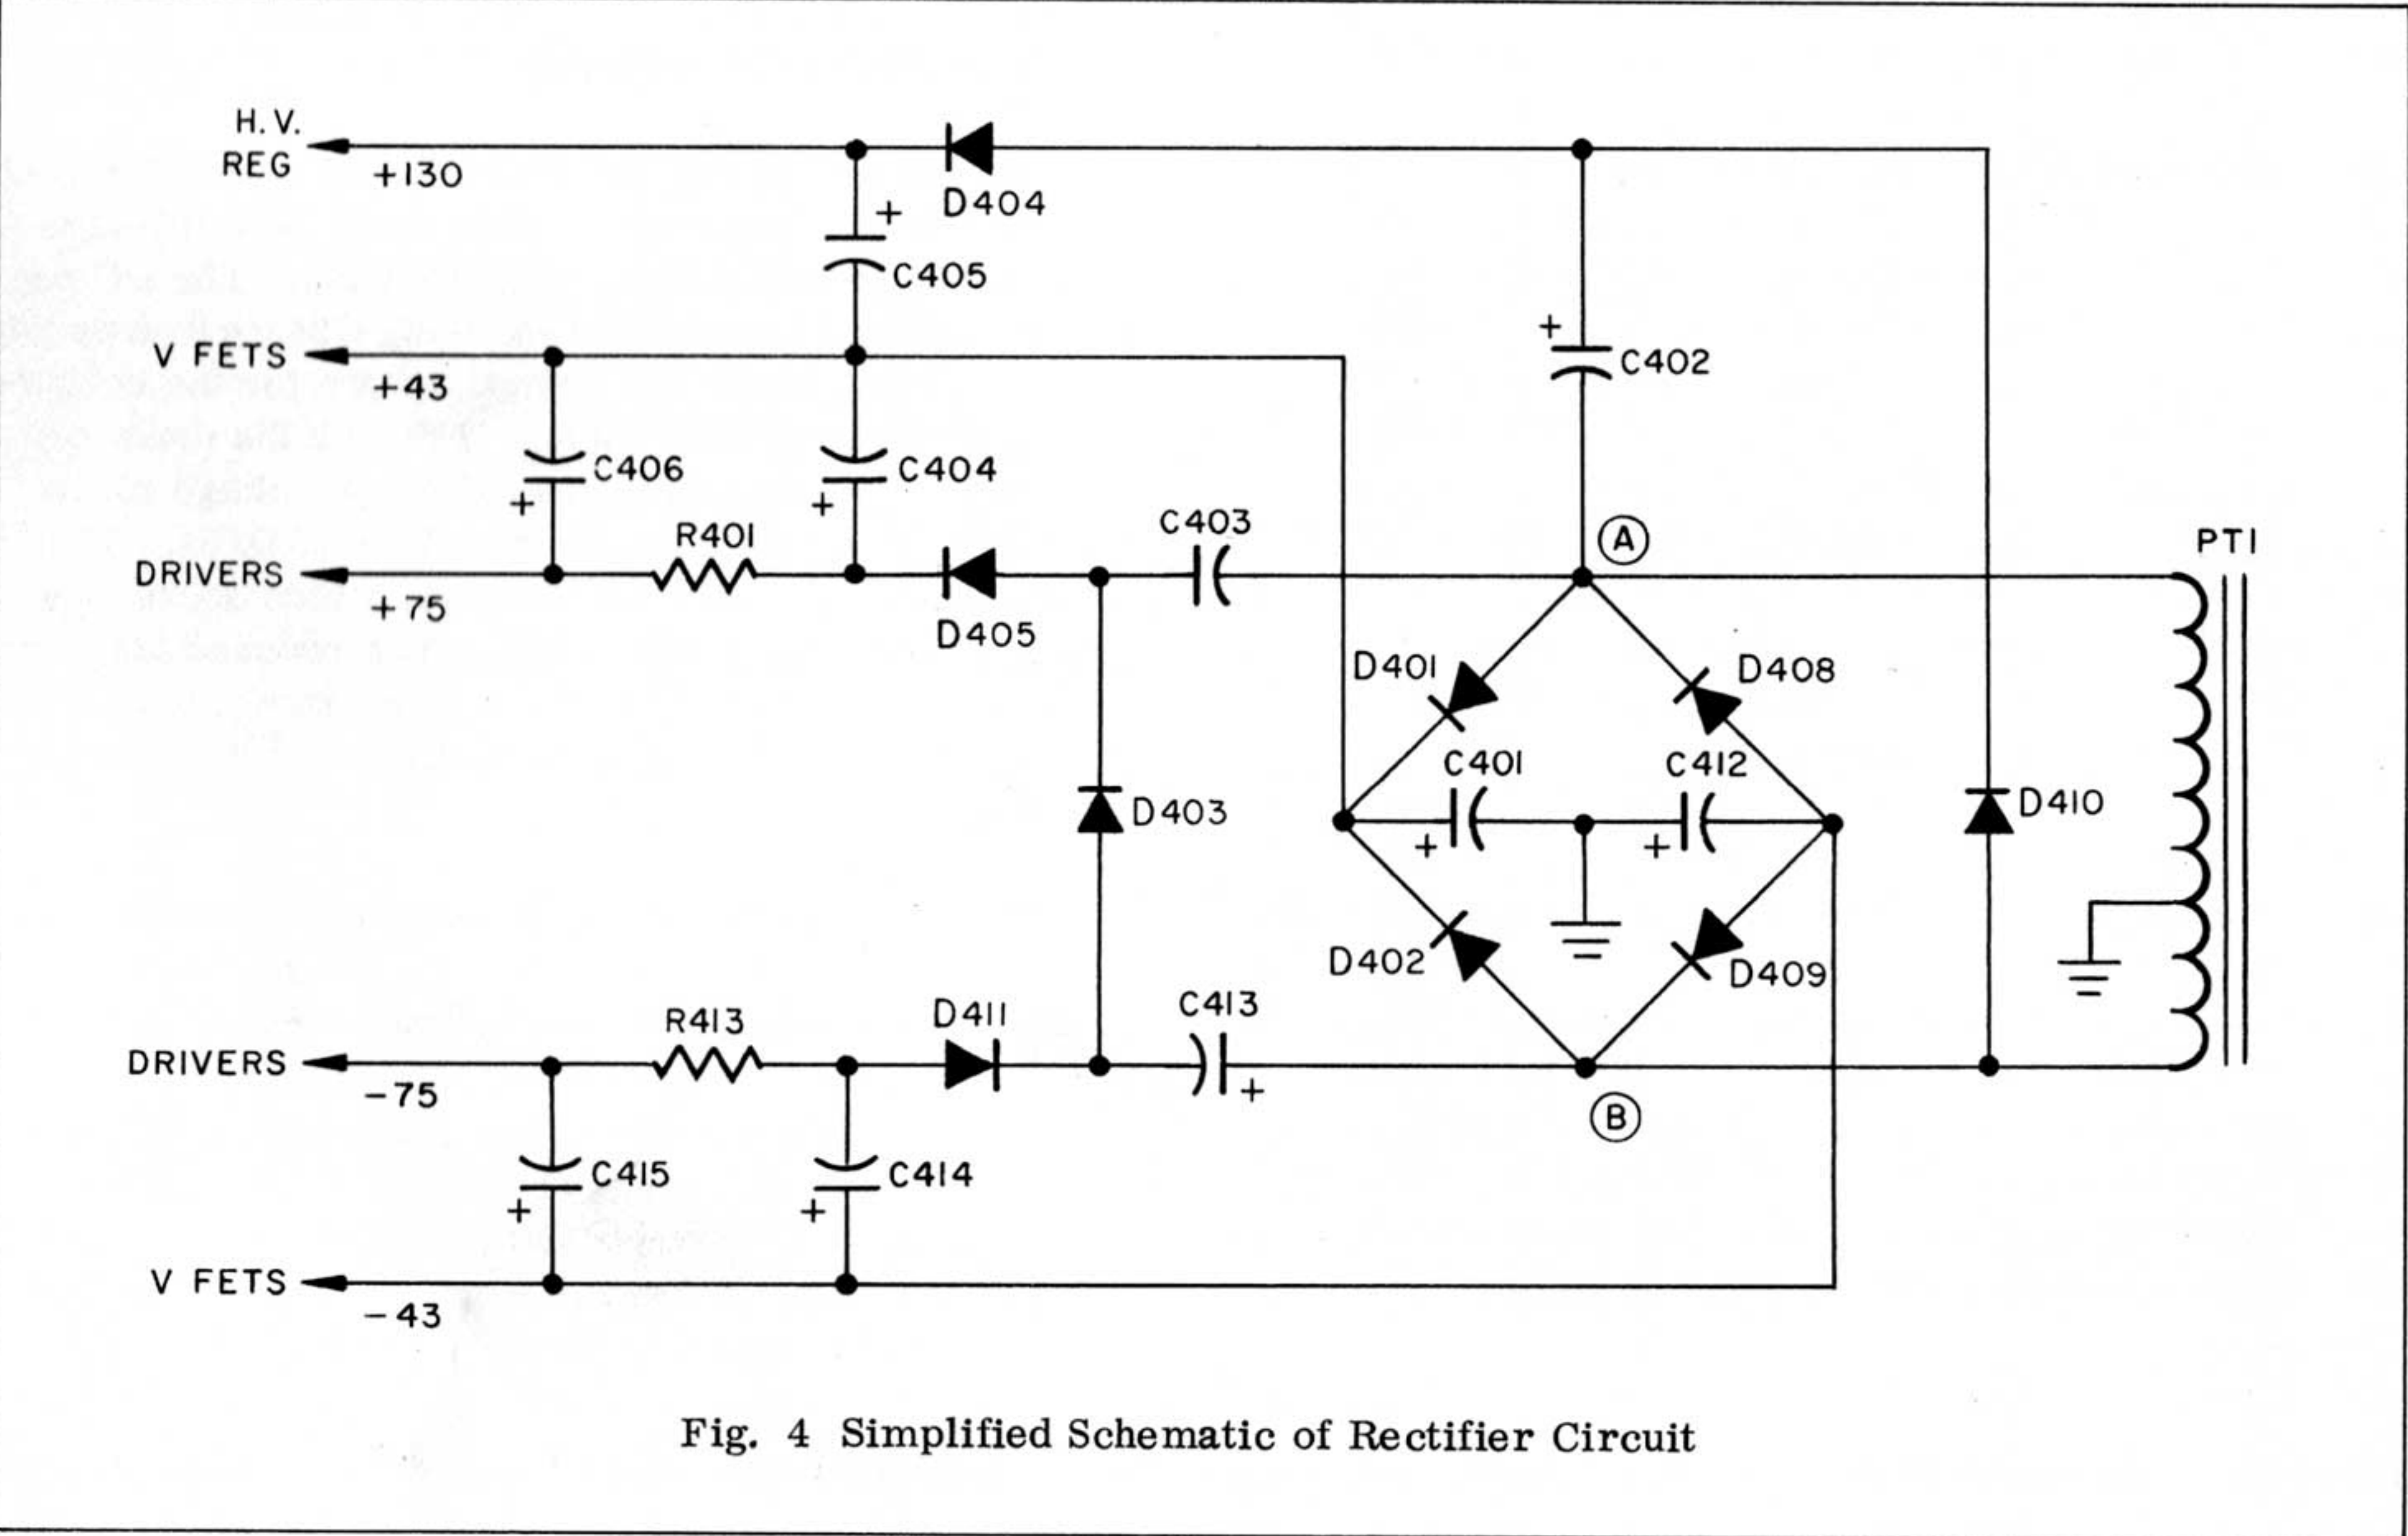 H.V.
REG
+130
D404
+
C405
V FETS
+43
+
C402
C406
C404
+
+
R401
C403
A
PT1
DRIVERS
+75
D405
D401
D408
C401
C412
D403
+
+
D410
D402
D409
R413
D411
C413
DRIVERS
-75
+
B
C415
C414
+
+
V FETS
-43
Fig. 4 Simplified Schematic of Rectifier Circuit